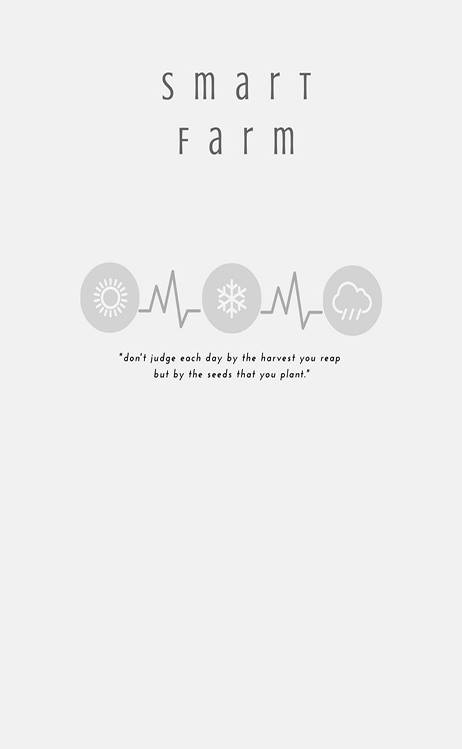 smarT
Farm
"don't judge each day by the harvest you reap
but by the seeds that you plant."